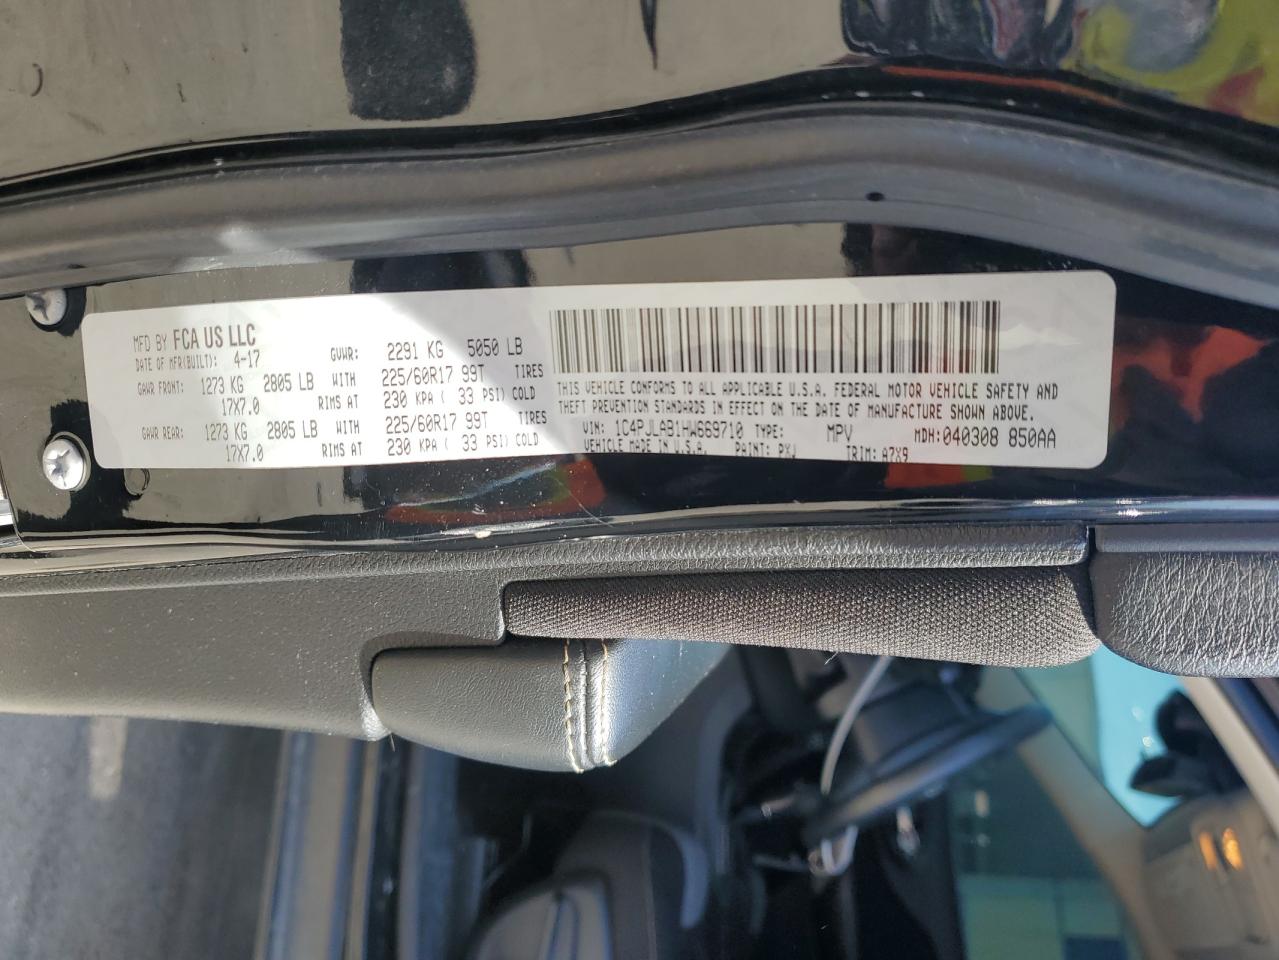 MFD BY FCA US LLC
DATE OF MFR(BUILT): 4-17 GVWR: 2291 KG 5050 LB
GAWR FRONT: 1273 KG 2805 LB WITH 225/60R17 99T TIRES
17X7.0 RIMS AT 230 KPA ( 33 PSI) COLD
GAWR REAR: 1273 KG 2805 LB WITH 225/60R17 99T TIRES
17X7.0 RIMS AT 230 KPA ( 33 PSI) COLD
THIS VEHICLE CONFORMS TO ALL APPLICABLE U.S.A. FEDERAL MOTOR VEHICLE SAFETY AND
THEFT PREVENTION STANDARDS IN EFFECT ON THE DATE OF MANUFACTURE SHOWN ABOVE.
VIN: 1C4PJLAB1HW669710 TYPE: MPV MDH: 040308 850AA
VEHICLE MADE IN U.S.A. PAINT: PXJ TRIM: A7X9